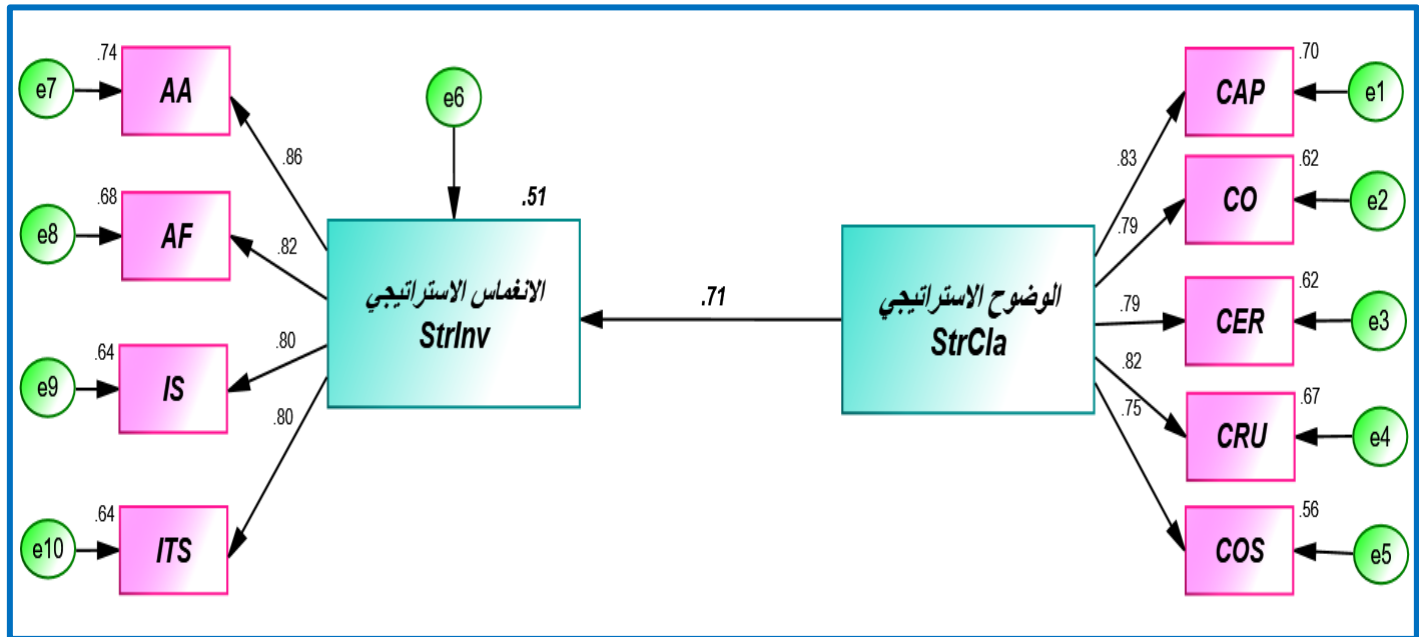 .74
e7
AA
.86
.68
e8
AF
.82
.64
e9
IS
.80
.64
e10
ITS
.80
e6
.51
الانغماس الاستراتيجي
StrInv
.71
الوضوح الاستراتيجي
StrCla
.83
.70
CAP
e1
.79
.62
CO
e2
.79
.62
CER
e3
.82
.67
CRU
e4
.75
.56
COS
e5